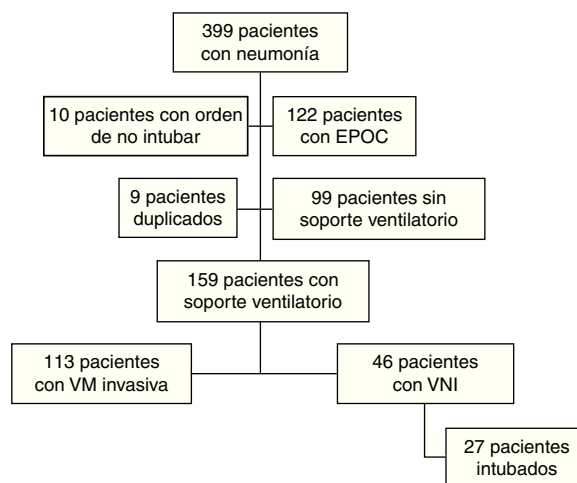 399 pacientes
con neumonía
10 pacientes con orden
de no intubar
122 pacientes
con EPOC
9 pacientes
duplicados
99 pacientes sin
soporte ventilatorio
159 pacientes con
soporte ventilatorio
113 pacientes
con VM invasiva
46 pacientes
con VNI
27 pacientes
intubados